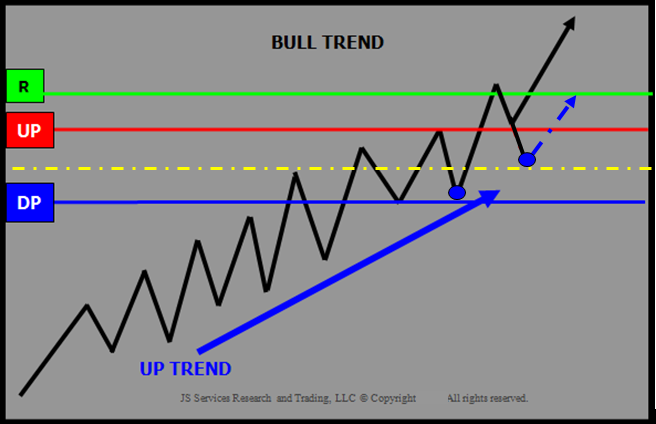 BULL TREND
R
UP
DP
UP TREND
JS Services Research and Trading, LLC © Copyright All rights reserved.